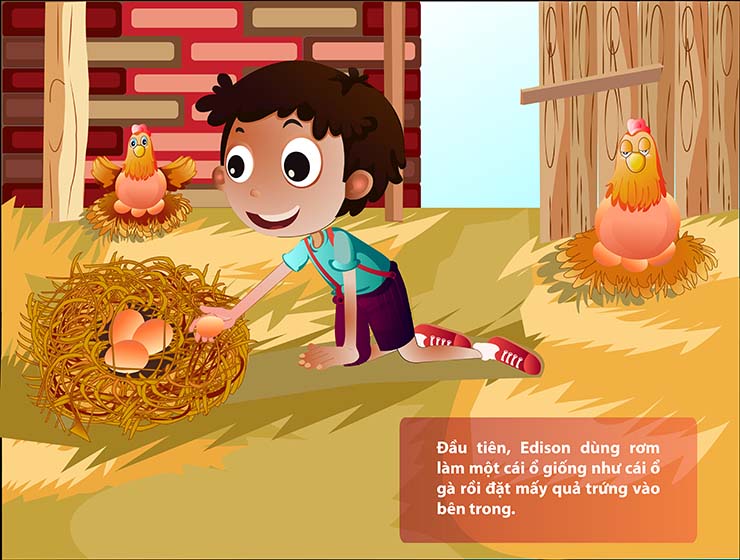 Đầu tiên, Edison dùng rơm
làm một cái ổ giống như cái ổ
gà rồi đặt mấy quả trứng vào
bên trong.